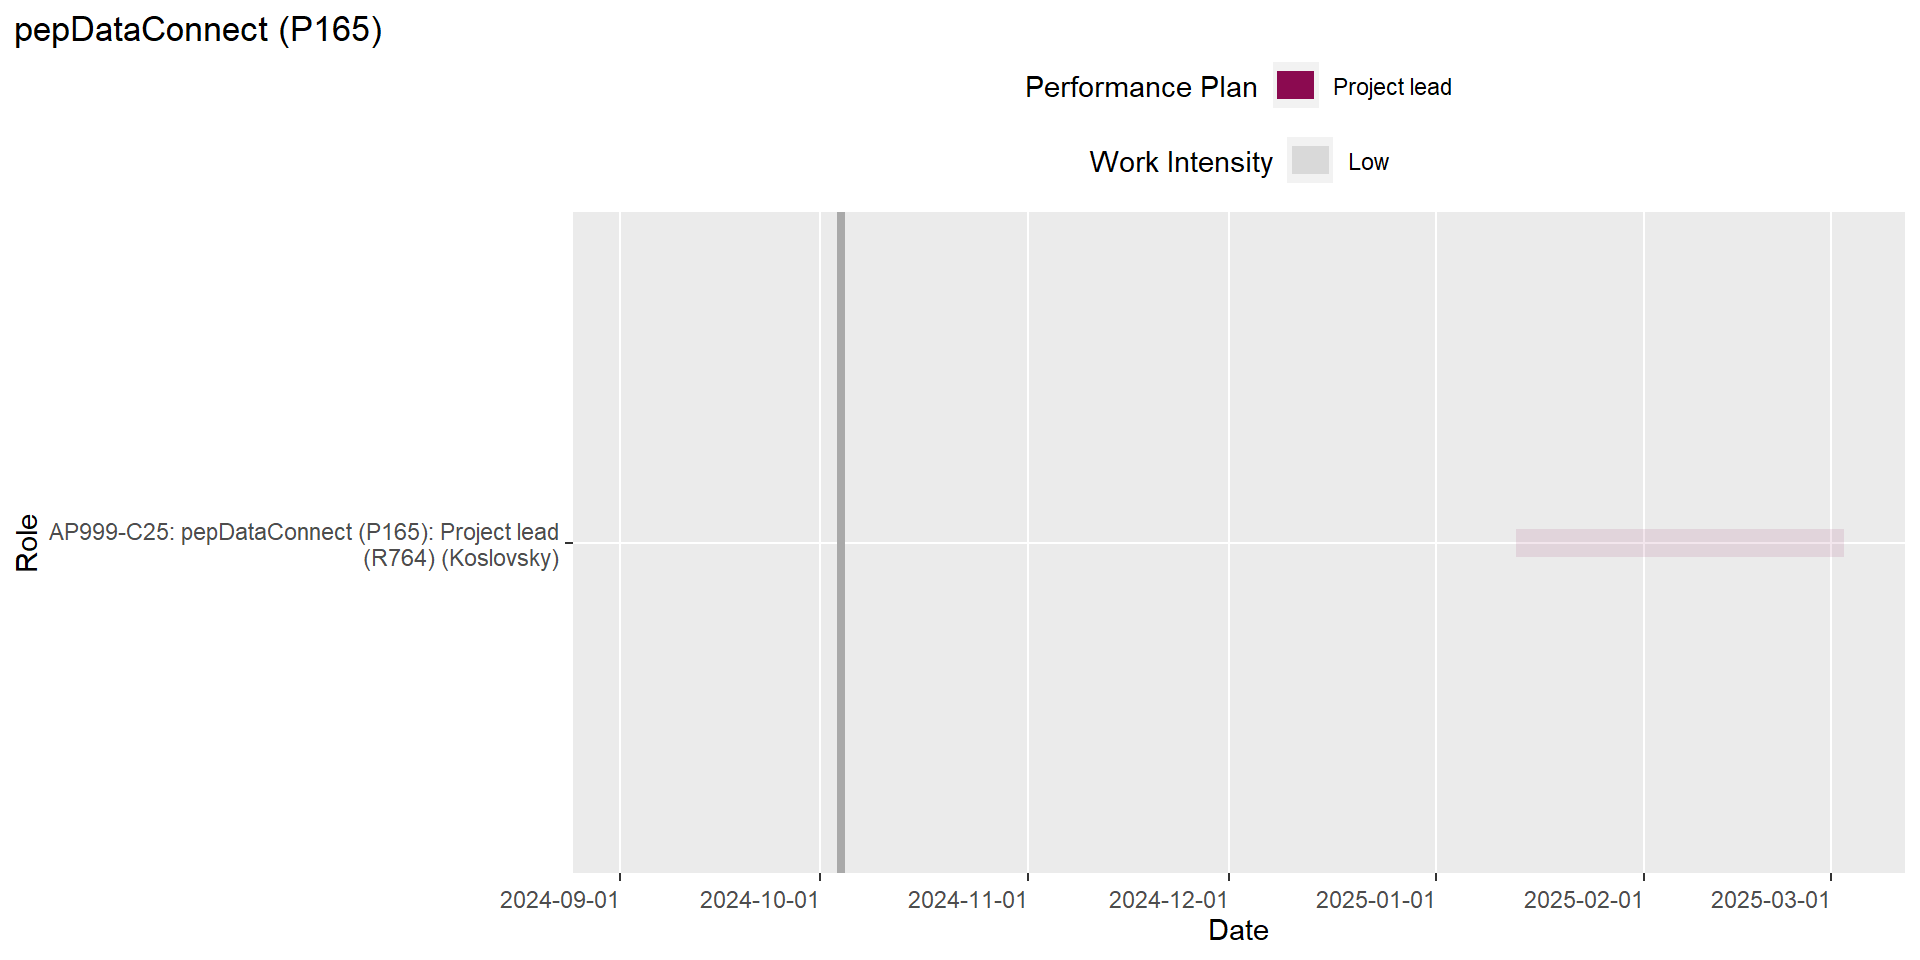 pepDataConnect (P165)
Performance Plan Project lead
Work Intensity Low
Role
AP999-C25: pepDataConnect (P165): Project lead
(R764) (Koslovsky)
2024-09-01 2024-10-01 2024-11-01 2024-12-01 2025-01-01 2025-02-01 2025-03-01
Date